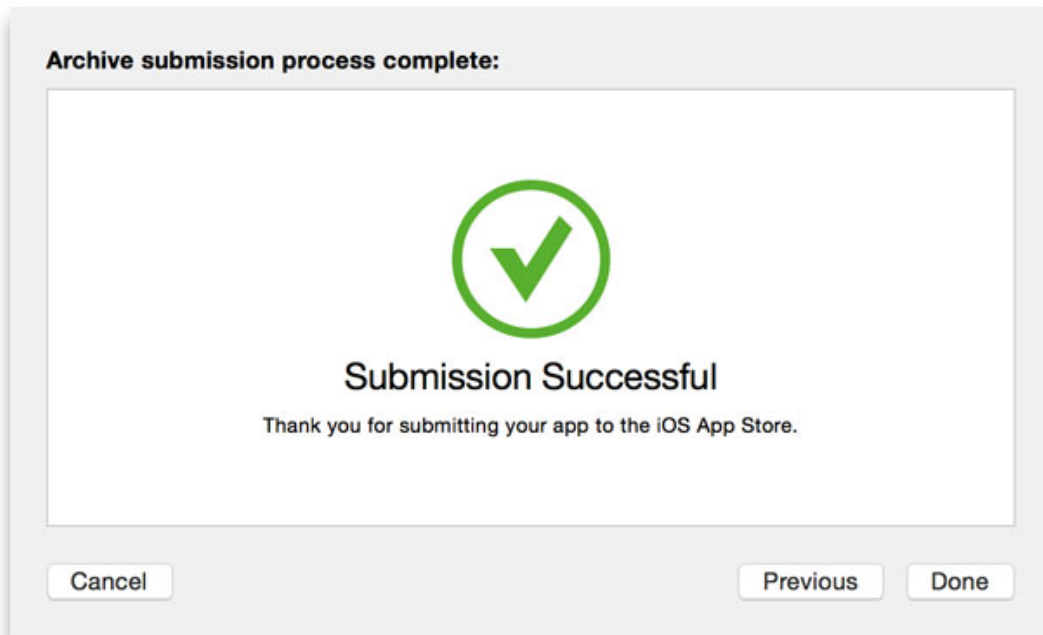 Archive submission process complete:
Submission Successful
Thank you for submitting your app to the iOS App Store.
Cancel Previous Done